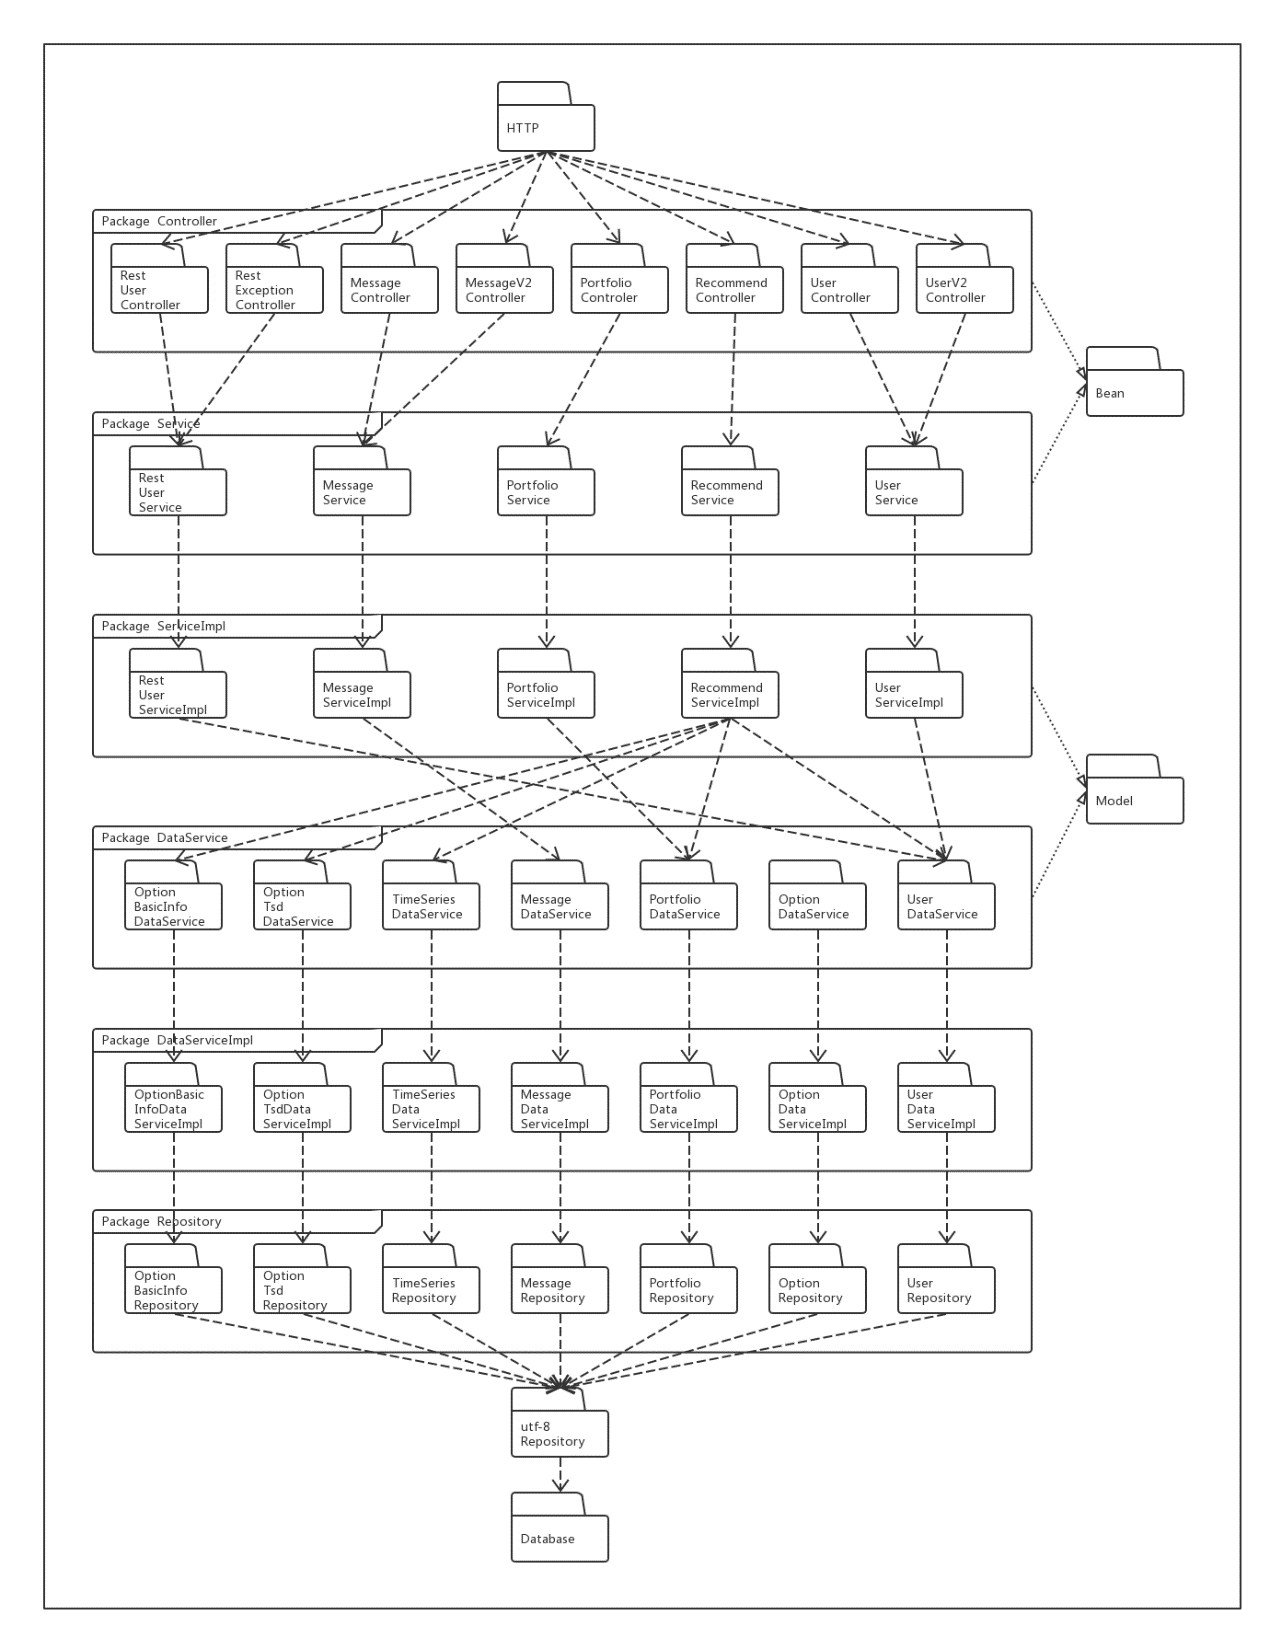 HTTP
Package Controller
Rest
User
Controller
Rest
Exception
Controller
Message
Controller
MessageV2
Controller
Portfolio
Controler
Recommend
Controller
User
Controller
UserV2
Controller
Bean
Package Service
Rest
User
Service
Message
Service
Portfolio
Service
Recommend
Service
User
Service
Package ServiceImpl
Rest
User
ServiceImpl
Message
ServiceImpl
Portfolio
ServiceImpl
Recommend
ServiceImpl
User
ServiceImpl
Model
Package DataService
Option
BasicInfo
DataService
Option
Tsd
DataService
TimeSeries
DataService
Message
DataService
Portfolio
DataService
Option
DataService
User
DataService
Package DataServiceImpl
OptionBasic
InfoData
ServiceImpl
Option
TsdData
ServiceImpl
TimeSeries
Data
ServiceImpl
Message
Data
ServiceImpl
Portfolio
Data
ServiceImpl
Option
Data
ServiceImpl
User
Data
ServiceImpl
Package Repository
Option
BasicInfo
Repository
Option
Tsd
Repository
TimeSeries
Repository
Message
Repository
Portfolio
Repository
Option
Repository
User
Repository
utf-8
Repository
Database